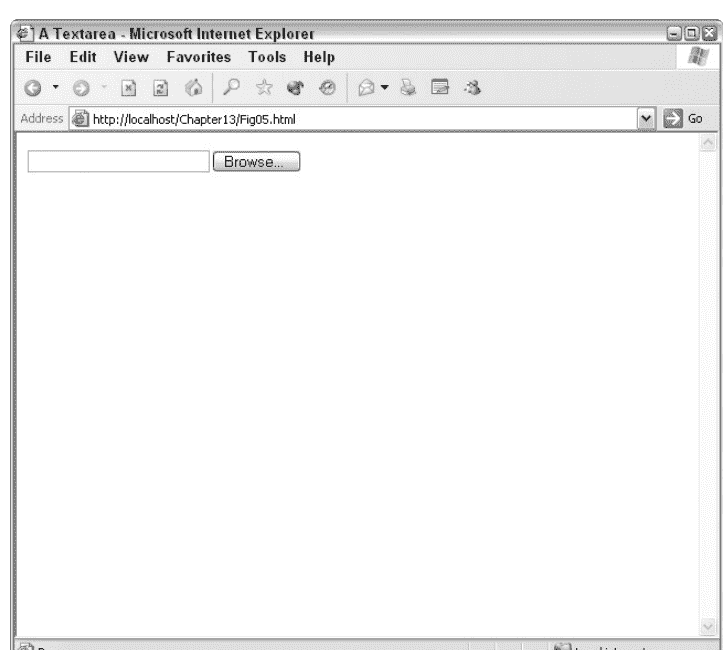 A Textarea - Microsoft Internet Explorer
File Edit View Favorites Tools Help
Address http://localhost/Chapter13/Fig05.html Go
Browse...